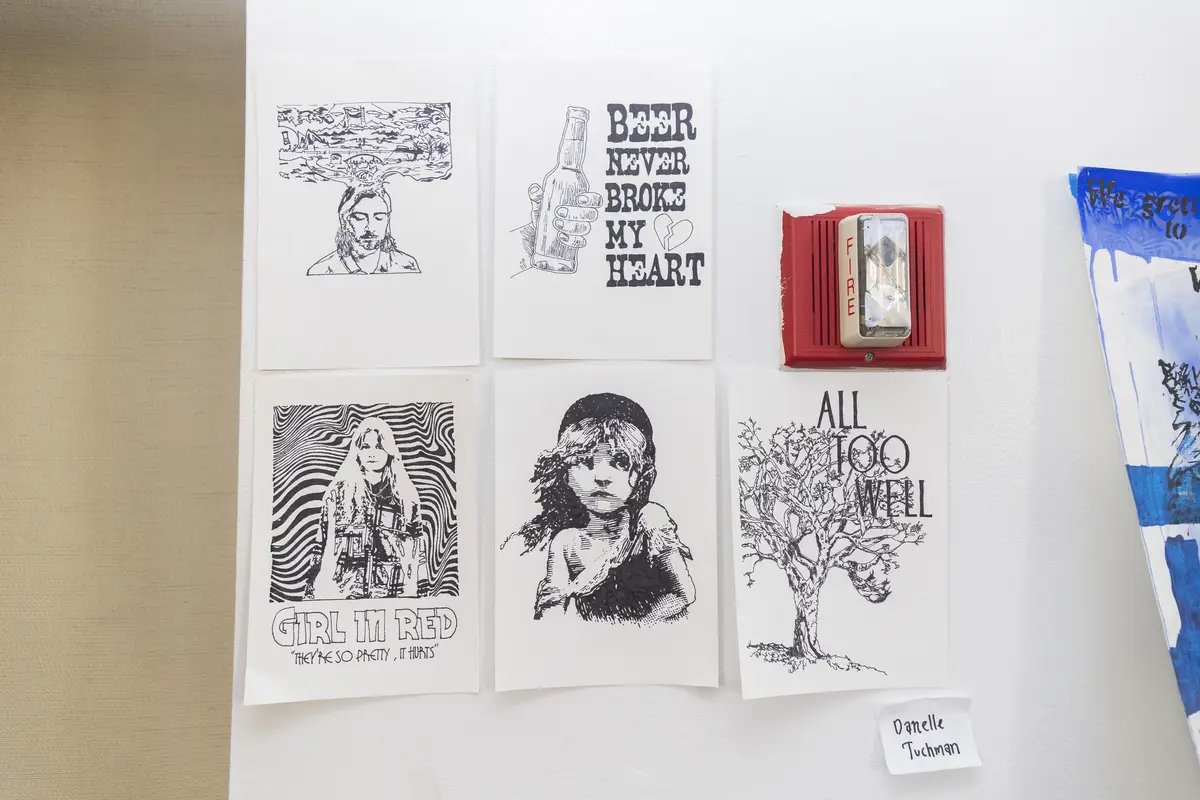 BEER
NEVER
BROKE
MY
HEART
FIRE
GIRL IN RED
"THEY'RE SO PRETTY, IT HURTS"
ALL
TOO
WELL
Danelle
Tuchman
We
to